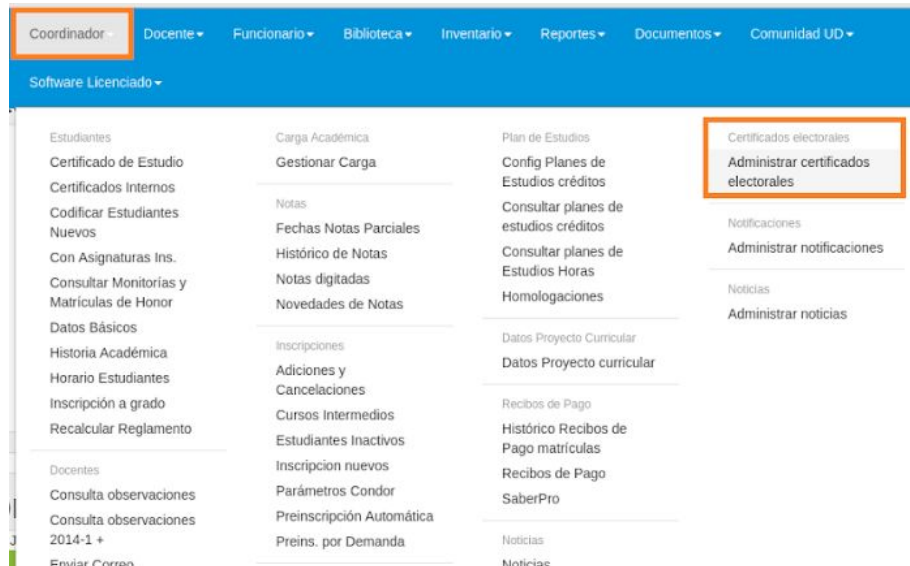 Coordinador Docente Funcionario Biblioteca Inventario Reportes Documentos Comunidad UD
Software Licenciado
Estudiantes
Certificado de Estudio
Certificados Internos
Codificar Estudiantes
Nuevos
Con Asignaturas Ins.
Consultar Monitorías y
Matrículas de Honor
Datos Básicos
Historia Académica
Horario Estudiantes
Inscripción a grado
Recalcular Reglamento
Docentes
Consulta observaciones
Consulta observaciones
2014-1 +
Enviar Correo
Carga Académica
Gestionar Carga
Notas
Fechas Notas Parciales
Histórico de Notas
Notas digitadas
Novedades de Notas
Inscripciones
Adiciones y
Cancelaciones
Cursos Intermedios
Estudiantes Inactivos
Inscripcion nuevos
Parámetros Condor
Preinscripción Automática
Preins. por Demanda
Plan de Estudios
Config Planes de
Estudios créditos
Consultar planes de
estudios créditos
Consultar planes de
Estudios Horas
Homologaciones
Datos Proyecto Curricular
Datos Proyecto curricular
Recibos de Pago
Histórico Recibos de
Pago matrículas
Recibos de Pago
SaberPro
Noticias
Noticias
Certificados electorales
Administrar certificados
electorales
Notificaciones
Administrar notificaciones
Noticias
Administrar noticias